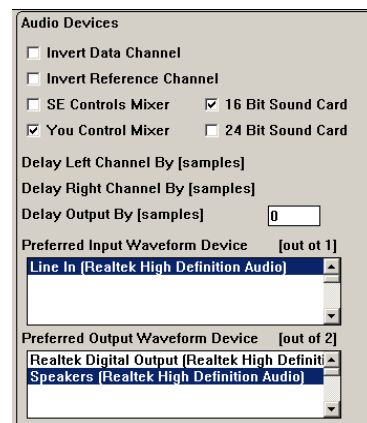 Audio Devices
Invert Data Channel
Invert Reference Channel
SE Controls Mixer 16 Bit Sound Card
You Control Mixer 24 Bit Sound Card
Delay Left Channel By [samples]
Delay Right Channel By [samples]
Delay Output By [samples] 0
Preferred Input Waveform Device [out ot 1]
Line In (Realtek High Definition Audio)
Preferred Output Waveform Device [out of 2]
Realtek Digital Output (Realtek High Definiti
Speakers (Realtek High Definition Audio)